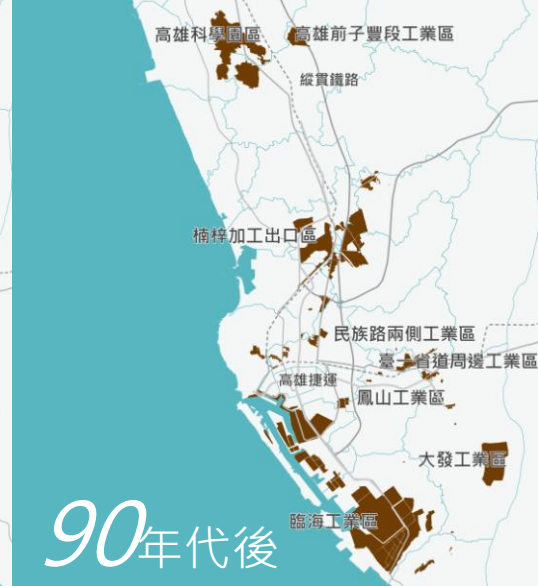 高雄科學園區
高雄前子豐段工業區
縱貫鐵路
楠梓加工出口區
民族路兩側工業區
臺一省道周邊工業區
高雄捷運
鳳山工業區
大發工業區
臨海工業區
90年代後